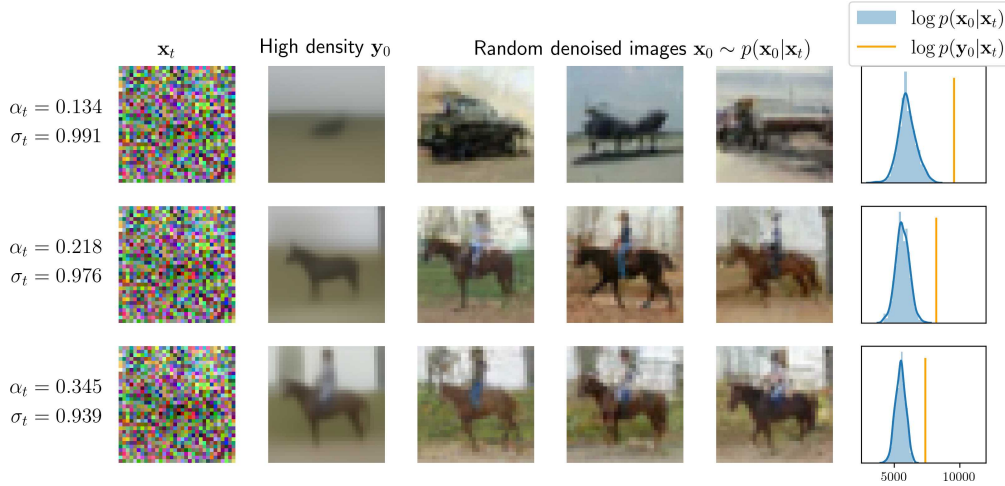 log p(x₀|xₜ)
log p(y₀|xₜ)
xₜ
High density y₀
Random denoised images x₀ ∼ p(x₀|xₜ)
αₜ = 0.134
σₜ = 0.991
αₜ = 0.218
σₜ = 0.976
αₜ = 0.345
σₜ = 0.939
5000 10000